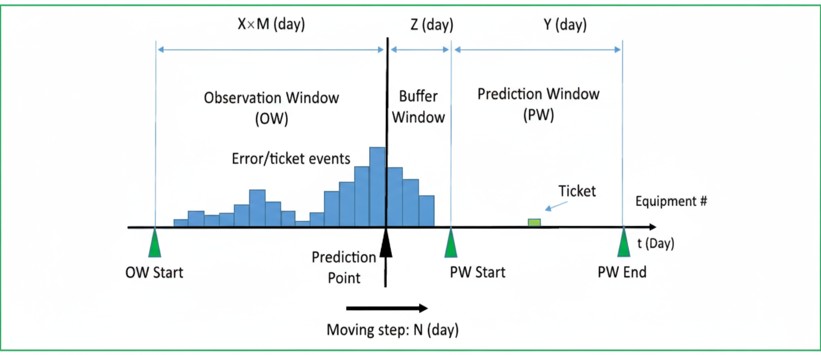 X×M (day)
Z (day)
Y (day)
Observation Window
(OW)
Buffer
Window
Prediction Window
(PW)
Error/ticket events
Ticket
Equipment #
t (Day)
OW Start
Prediction
Point
PW Start
PW End
Moving step: N (day)